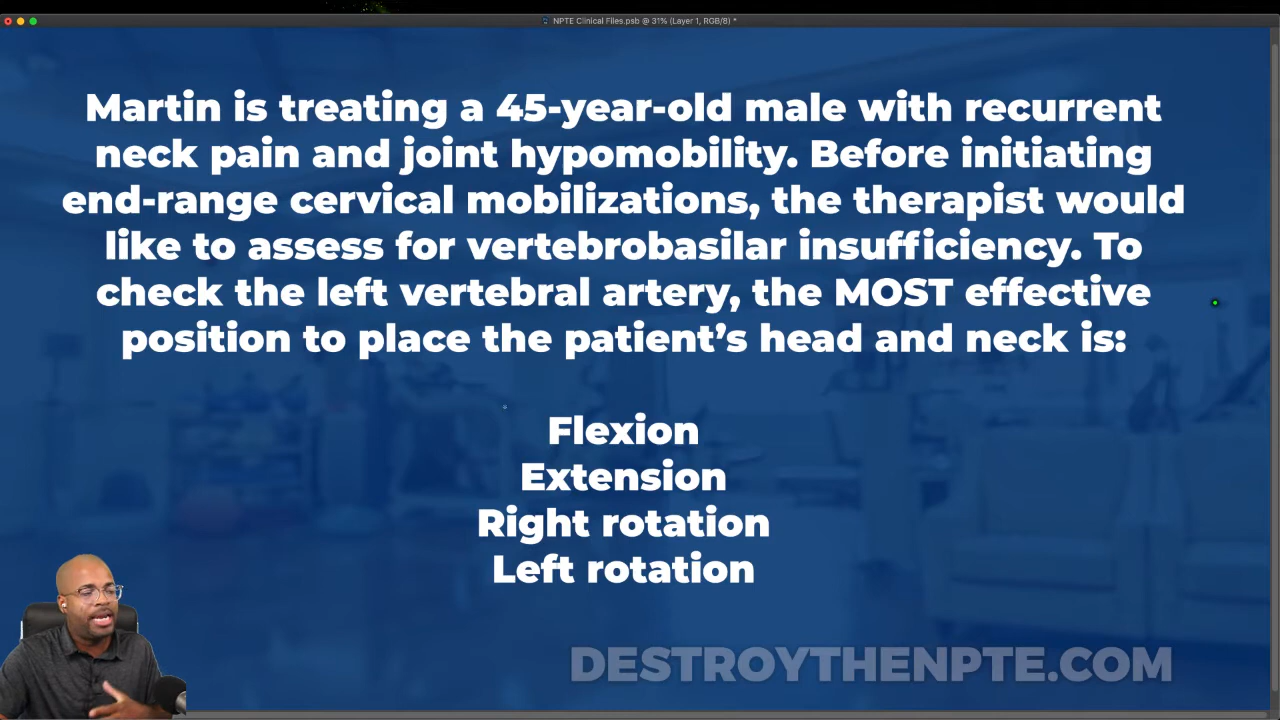 NPTE Clinical Files.psb @ 31% (Layer 1, RGB/8) *
Martin is treating a 45-year-old male with recurrent
neck pain and joint hypomobility. Before initiating
end-range cervical mobilizations, the therapist would
like to assess for vertebrobasilar insufficiency. To
check the left vertebral artery, the MOST effective
position to place the patient’s head and neck is:
Flexion
Extension
Right rotation
Left rotation
DESTROYTHENPTE.COM